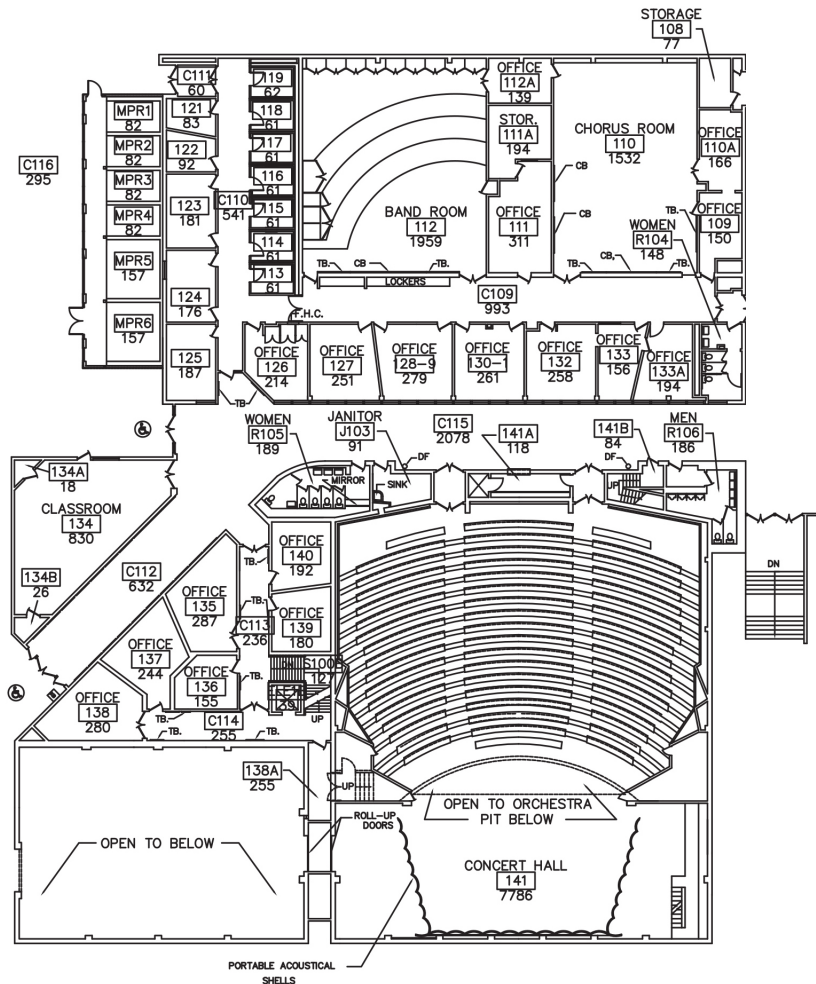 STORAGE
108
77
C111
60
119
62
OFFICE
112A
139
MPR1
82
121
83
118
61
STOR.
111A
194
CHORUS ROOM
110
1532
OFFICE
110A
166
MPR2
82
122
92
117
61
C116
295
MPR3
82
116
61
CB
123
181
C110
541
MPR4
82
115
61
BAND ROOM
112
1959
OFFICE
111
311
CB
OFFICE
109
150
WOMEN
R104
148
TB.
MPR5
157
114
61
113
61
TB.
CB
TB.
TB.
CB.
TB.
LOCKERS
C109
993
124
176
F.H.C.
MPR6
157
125
187
OFFICE
126
214
OFFICE
127
251
OFFICE
128-9
279
OFFICE
130-1
261
OFFICE
132
258
OFFICE
133
156
OFFICE
133A
194
TB
WOMEN
R105
189
JANITOR
J103
91
C115
2078
141A
118
141B
84
MEN
R106
186
DF
DF
MIRROR
SINK
UP
134A
18
CLASSROOM
134
830
OFFICE
140
192
TB.
DN
134B
26
C112
632
OFFICE
135
287
TB.
C113
236
OFFICE
139
180
OFFICE
137
244
OFFICE
136
155
DN
127
TB.
UP
OFFICE
138
280
TB.
C114
255
TB.
TB.
138A
255
UP
OPEN TO ORCHESTRA
PIT BELOW
ROLL-UP
DOORS
OPEN TO BELOW
CONCERT HALL
141
7786
PORTABLE ACOUSTICAL
SHELLS